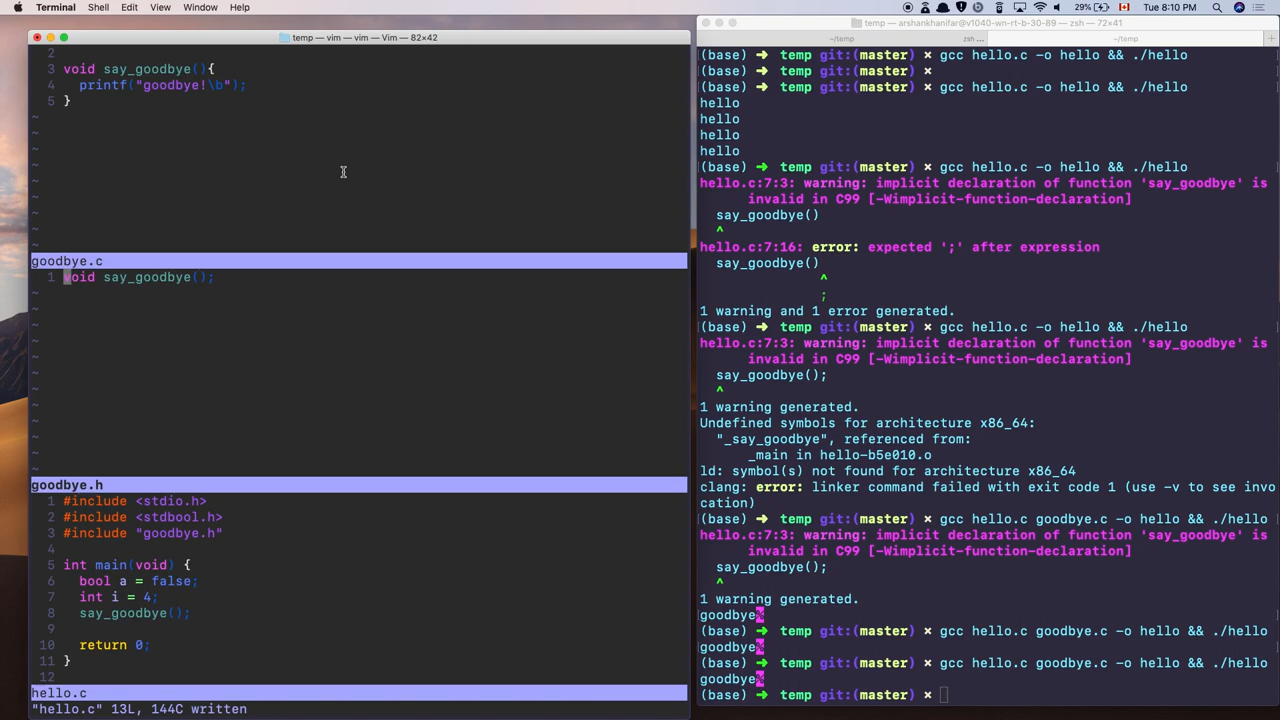 Terminal Shell Edit View Window Help
29% Tue 8:10 PM
temp — vim — vim — Vim — 82×42
2
3 void say_goodbye(){
4 printf("goodbye!\b");
5 }
~
~
~
~
~
~
~
~
~
goodbye.c
1 void say_goodbye();
~
~
~
~
~
~
~
~
~
~
~
~
goodbye.h
1 #include <stdio.h>
2 #include <stdbool.h>
3 #include "goodbye.h"
4
5 int main(void) {
6 bool a = false;
7 int i = 4;
8 say_goodbye();
9
10 return 0;
11 }
12
hello.c
"hello.c" 13L, 144C written
temp — arshankhanifar@v1040-wn-rt-b-30-89 — zsh — 72×41
~/temp zsh ... ~/temp +
(base) ➜ temp git:(master) × gcc hello.c -o hello && ./hello
(base) ➜ temp git:(master) ×
(base) ➜ temp git:(master) × gcc hello.c -o hello && ./hello
hello
hello
hello
hello
(base) ➜ temp git:(master) × gcc hello.c -o hello && ./hello
hello.c:7:3: warning: implicit declaration of function 'say_goodbye' is
invalid in C99 [-Wimplicit-function-declaration]
say_goodbye()
^
hello.c:7:16: error: expected ';' after expression
say_goodbye()
^
;
1 warning and 1 error generated.
(base) ➜ temp git:(master) × gcc hello.c -o hello && ./hello
hello.c:7:3: warning: implicit declaration of function 'say_goodbye' is
invalid in C99 [-Wimplicit-function-declaration]
say_goodbye();
^
1 warning generated.
Undefined symbols for architecture x86_64:
"_say_goodbye", referenced from:
_main in hello-b5e010.o
ld: symbol(s) not found for architecture x86_64
clang: error: linker command failed with exit code 1 (use -v to see invo
cation)
(base) ➜ temp git:(master) × gcc hello.c goodbye.c -o hello && ./hello
hello.c:7:3: warning: implicit declaration of function 'say_goodbye' is
invalid in C99 [-Wimplicit-function-declaration]
say_goodbye();
^
1 warning generated.
goodbye%
(base) ➜ temp git:(master) × gcc hello.c goodbye.c -o hello && ./hello
goodbye%
(base) ➜ temp git:(master) × gcc hello.c goodbye.c -o hello && ./hello
goodbye%
(base) ➜ temp git:(master) ×